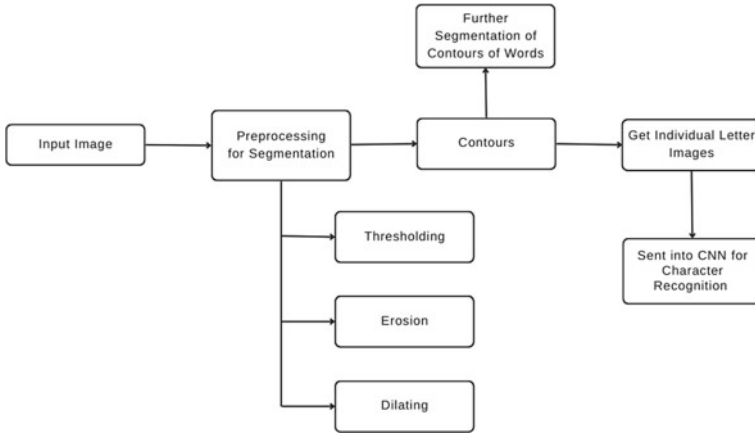 Further
Segmentation of
Contours of Words
Input Image
Preprocessing
for Segmentation
Contours
Get Individual Letter
Images
Thresholding
Sent into CNN for
Character
Recognition
Erosion
Dilating